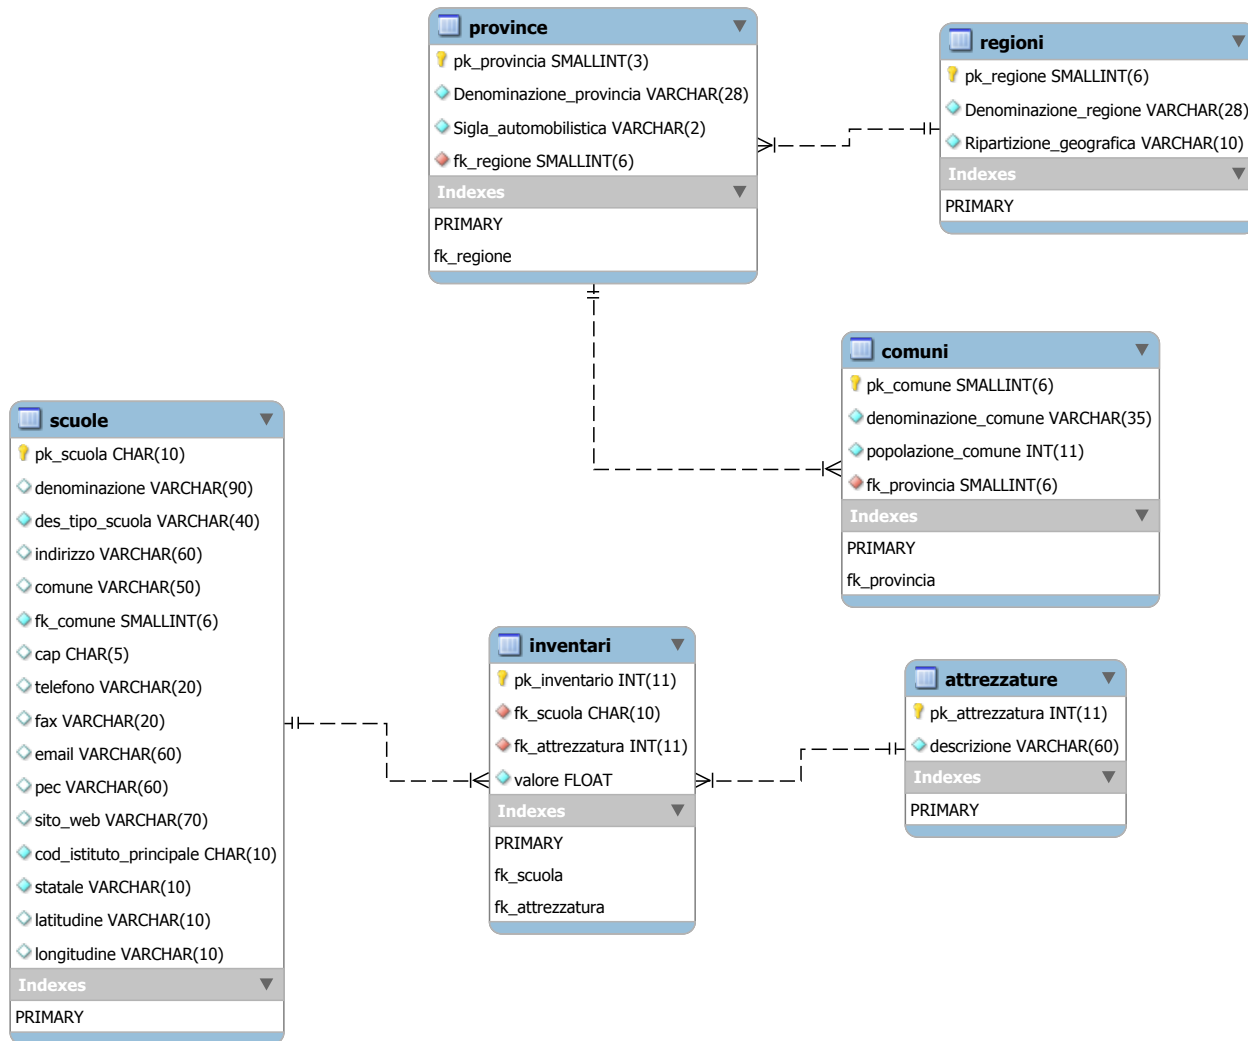 province
pk_provincia SMALLINT(3)
Denominazione_provincia VARCHAR(28)
Sigla_automobilistica VARCHAR(2)
fk_regione SMALLINT(6)
Indexes
PRIMARY
fk_regione
regioni
pk_regione SMALLINT(6)
Denominazione_regione VARCHAR(28)
Ripartizione_geografica VARCHAR(10)
Indexes
PRIMARY
comuni
pk_comune SMALLINT(6)
denominazione_comune VARCHAR(35)
popolazione_comune INT(11)
fk_provincia SMALLINT(6)
Indexes
PRIMARY
fk_provincia
scuole
pk_scuola CHAR(10)
denominazione VARCHAR(90)
des_tipo_scuola VARCHAR(40)
indirizzo VARCHAR(60)
comune VARCHAR(50)
fk_comune SMALLINT(6)
cap CHAR(5)
telefono VARCHAR(20)
fax VARCHAR(20)
email VARCHAR(60)
pec VARCHAR(60)
sito_web VARCHAR(70)
cod_istituto_principale CHAR(10)
statale VARCHAR(10)
latitudine VARCHAR(10)
longitudine VARCHAR(10)
Indexes
PRIMARY
inventari
pk_inventario INT(11)
fk_scuola CHAR(10)
fk_attrezzatura INT(11)
valore FLOAT
Indexes
PRIMARY
fk_scuola
fk_attrezzatura
attrezzature
pk_attrezzatura INT(11)
descrizione VARCHAR(60)
Indexes
PRIMARY